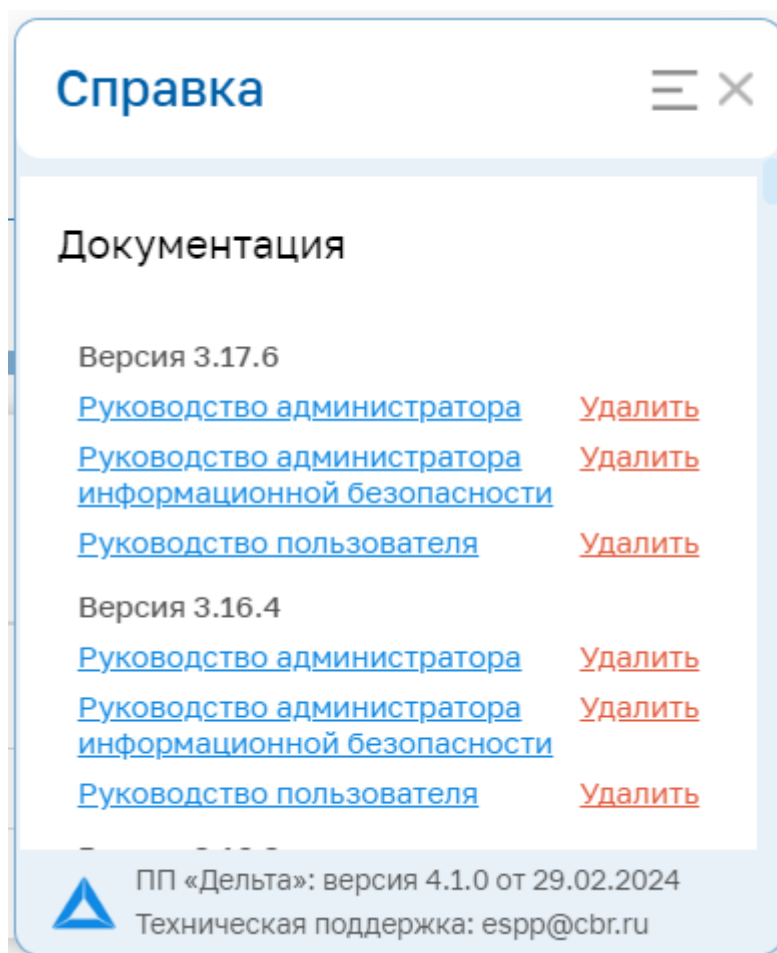 Справка
Документация
Версия 3.17.6
Руководство администратора Удалить
Руководство администратора Удалить
информационной безопасности
Руководство пользователя Удалить
Версия 3.16.4
Руководство администратора Удалить
Руководство администратора Удалить
информационной безопасности
Руководство пользователя Удалить
ПП «Дельта»: версия 4.1.0 от 29.02.2024
Техническая поддержка: espp@cbr.ru